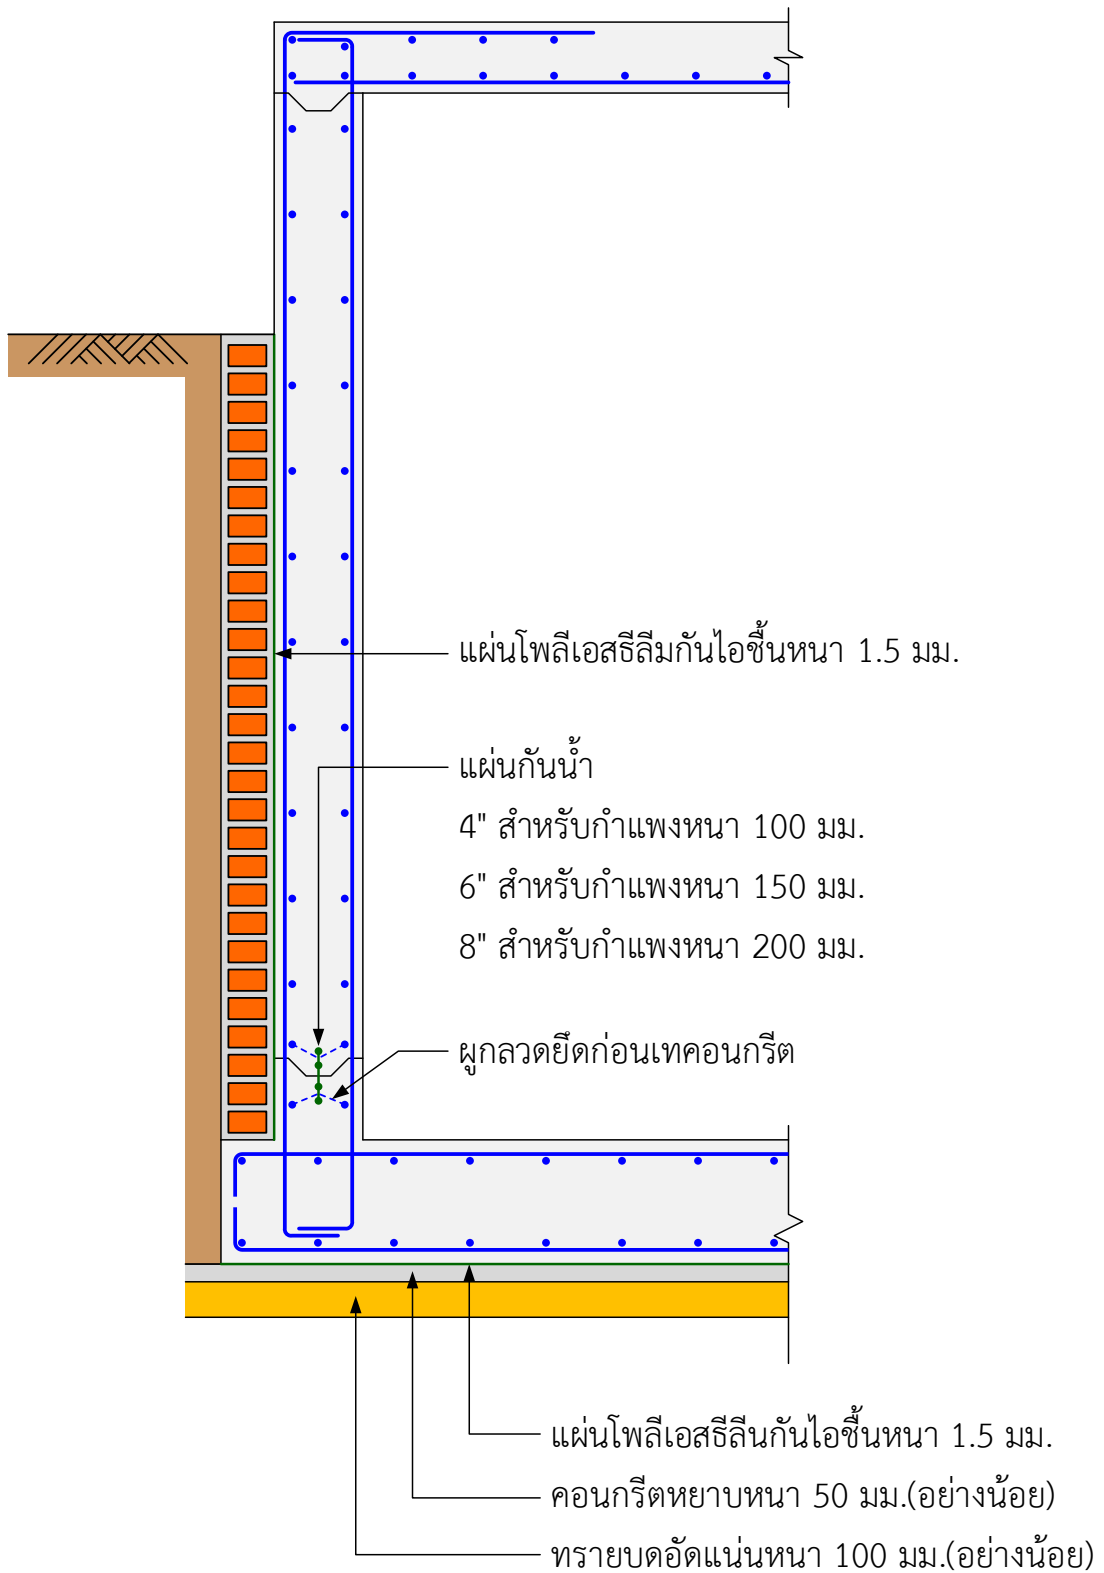 แผ่นโพลีเอสธีลีมกันไอชื้นหนา 1.5 มม.
แผ่นกันน้ำ
4" สำหรับกำแพงหนา 100 มม.
6" สำหรับกำแพงหนา 150 มม.
8" สำหรับกำแพงหนา 200 มม.
ผูกลวดยึดก่อนเทคอนกรีต
แผ่นโพลีเอสธีลีนกันไอชื้นหนา 1.5 มม.
คอนกรีตหยาบหนา 50 มม.(อย่างน้อย)
ทรายบดอัดแน่นหนา 100 มม.(อย่างน้อย)